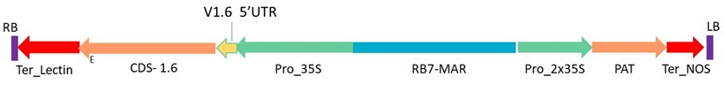 V1.6 5'UTR
RB LB
E
Ter_Lectin CDS- 1.6 Pro_35S RB7-MAR Pro_2x35S PAT Ter_NOS